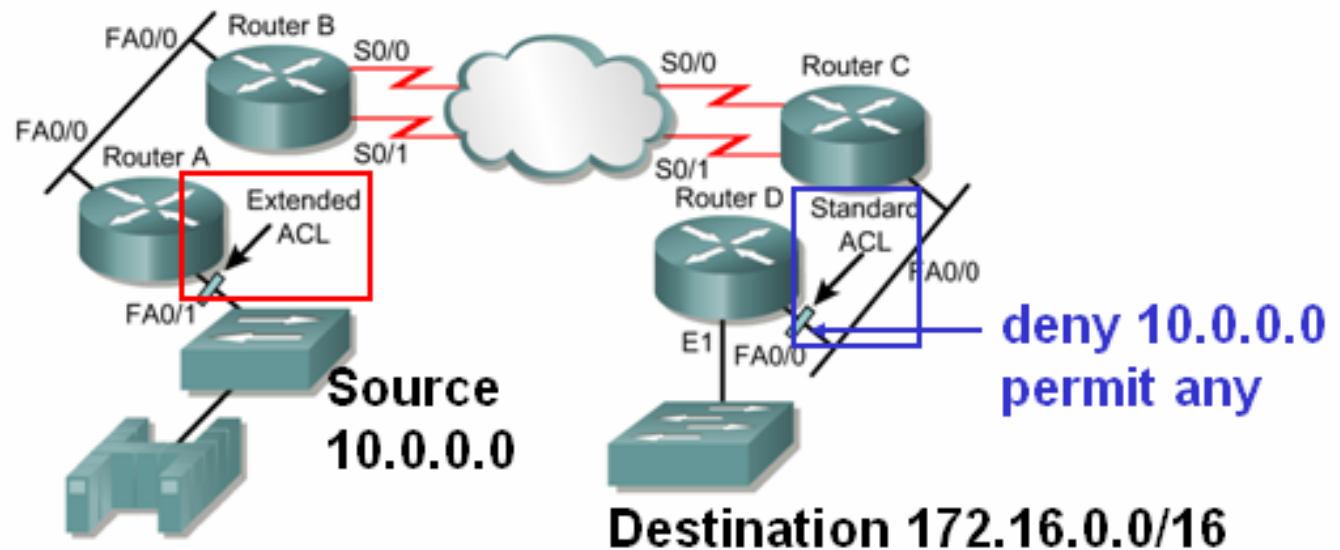 Router B
FA0/0
S0/0
S0/0
Router C
FA0/0
Router A
S0/1
S0/1
Extended
ACL
Router D
Standard
ACL
FA0/0
FA0/1
E1
FA0/0
deny 10.0.0.0
permit any
Source
10.0.0.0
Destination 172.16.0.0/16